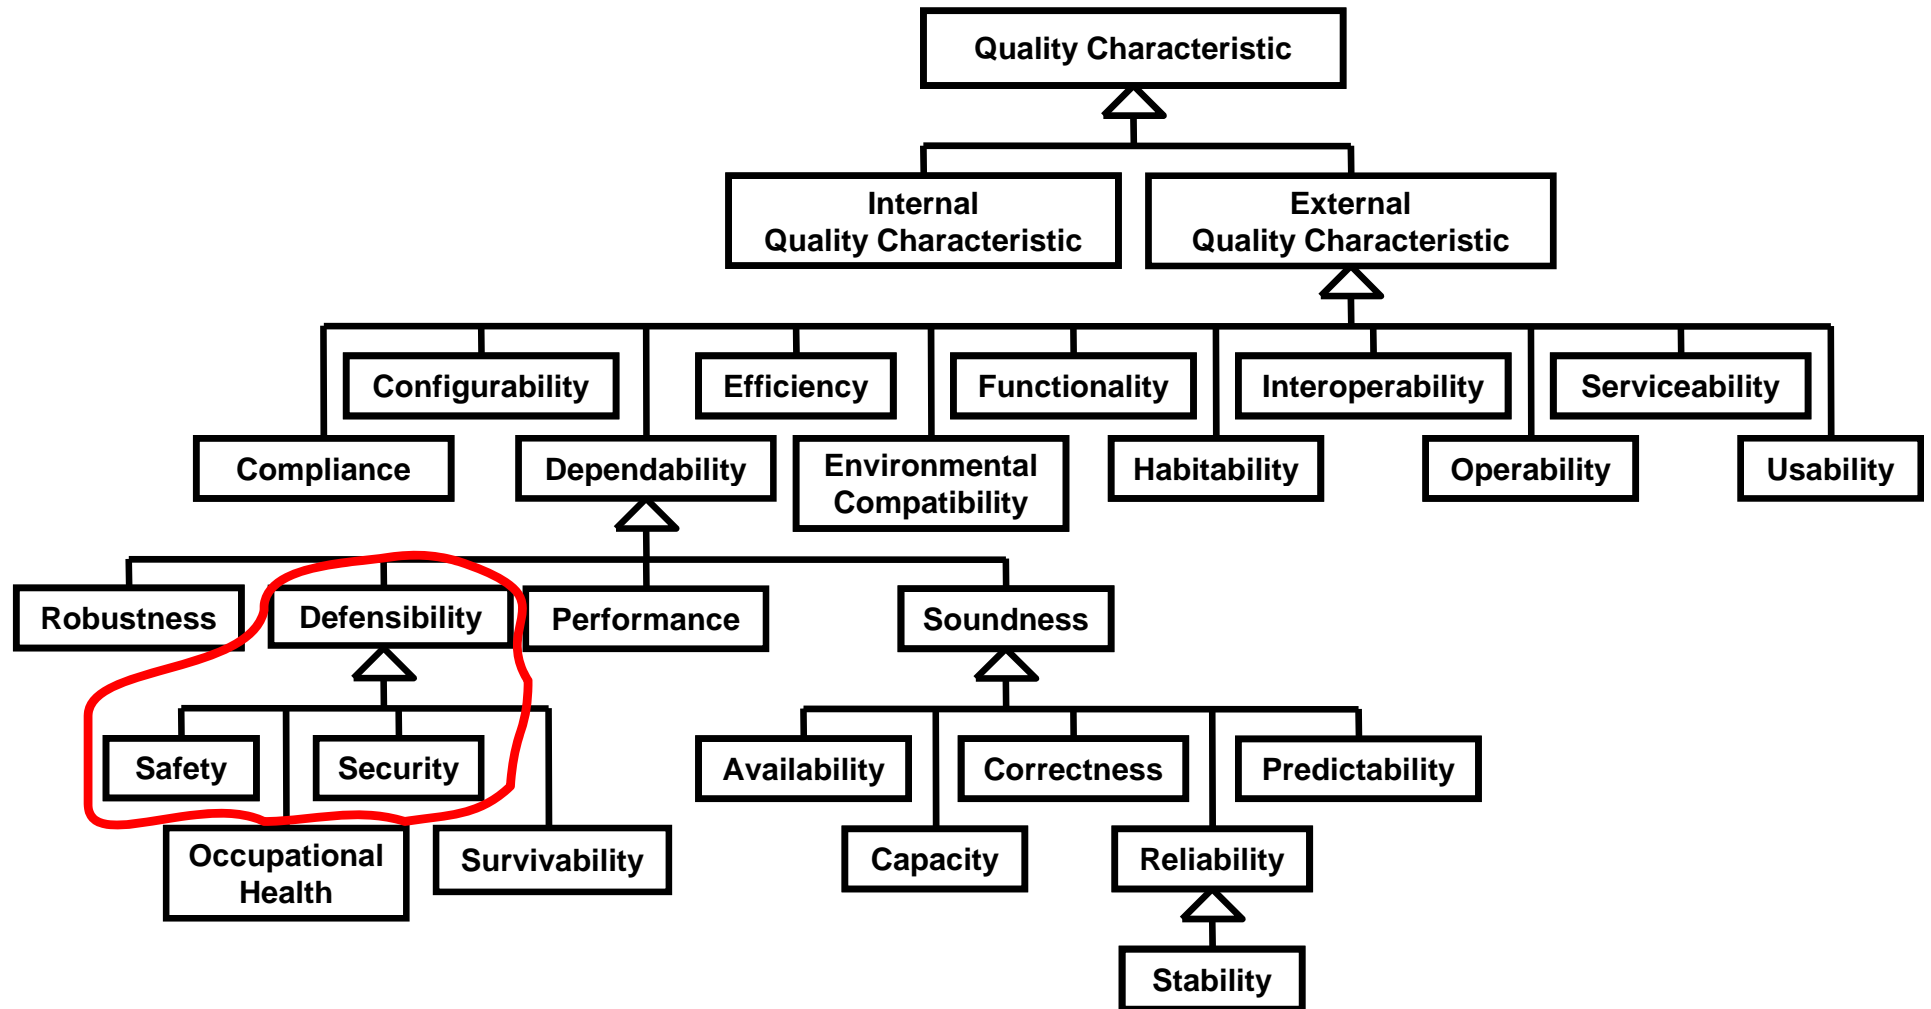 Quality Characteristic
Internal
Quality Characteristic
External
Quality Characteristic
Configurability
Efficiency
Functionality
Interoperability
Serviceability
Compliance
Dependability
Environmental
Compatibility
Habitability
Operability
Usability
Robustness
Defensibility
Performance
Soundness
Safety
Security
Availability
Correctness
Predictability
Occupational
Health
Survivability
Capacity
Reliability
Stability